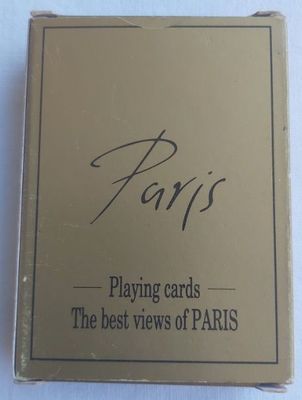 Paris
Playing cards
The best views of PARIS